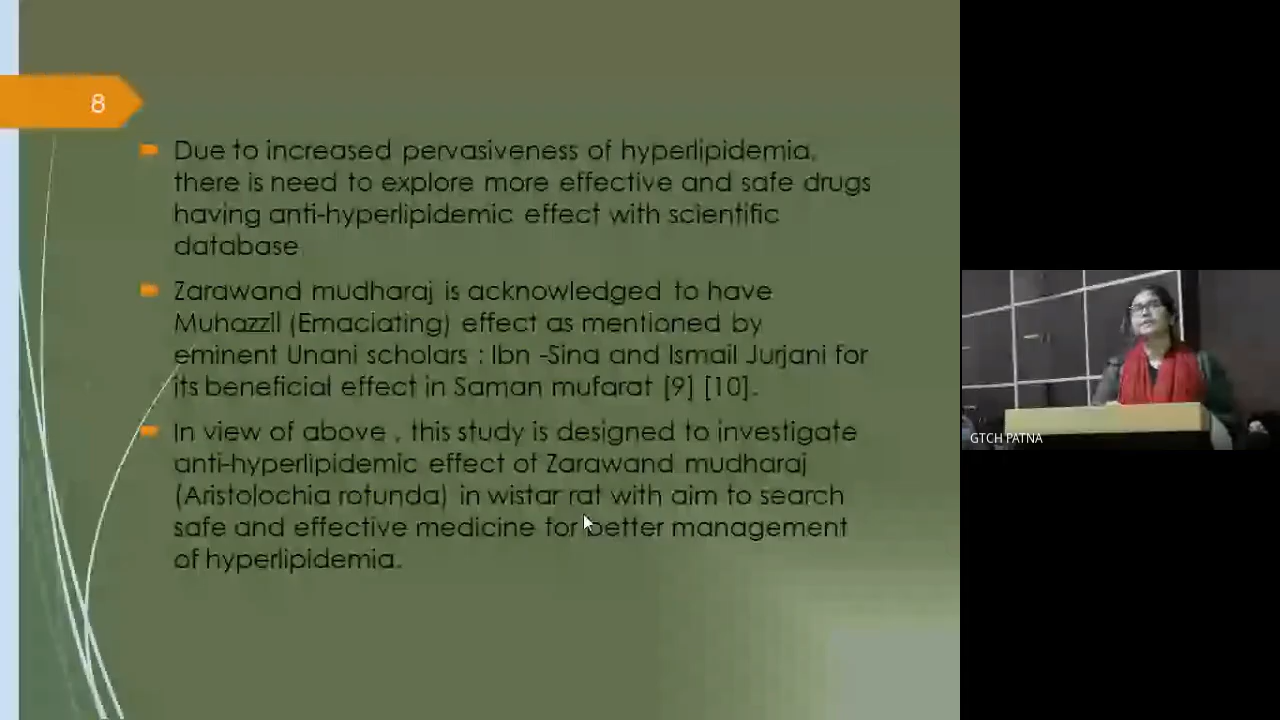 8
Due to increased pervasiveness of hyperlipidemia,
there is need to explore more effective and safe drugs
having anti-hyperlipidemic effect with scientific
database
Zarawand mudharaj is acknowledged to have
Muhazzil (Emaciating) effect as mentioned by
eminent Unani scholars : Ibn -Sina and Ismail Jurjani for
its beneficial effect in Saman mufarat [9] [10].
In view of above , this study is designed to investigate
anti-hyperlipidemic effect of Zarawand mudharaj
(Aristolochia rotunda) in wistar rat with aim to search
safe and effective medicine for better management
of hyperlipidemia.
GTCH PATNA